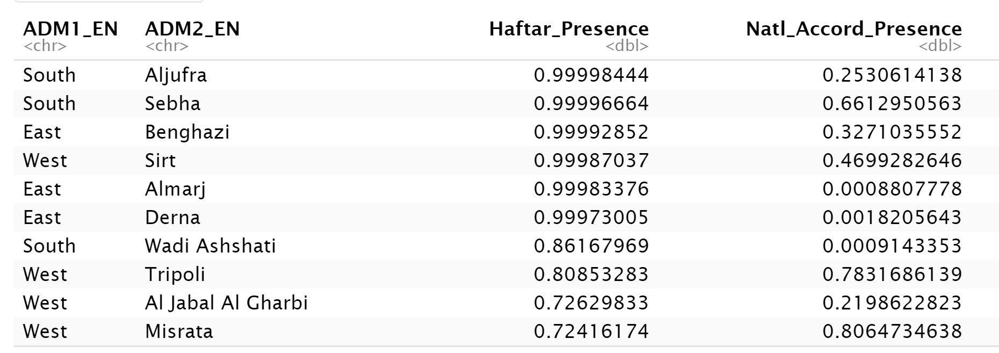 ADM1_EN ADM2_EN Haftar_Presence Natl_Accord_Presence
<chr> <chr> <dbl> <dbl>
South Aljufra 0.99998444 0.2530614138
South Sebha 0.99996664 0.6612950563
East Benghazi 0.99992852 0.3271035552
West Sirt 0.99987037 0.4699282646
East Almarj 0.99983376 0.0008807778
East Derna 0.99973005 0.0018205643
South Wadi Ashshati 0.86167969 0.0009143353
West Tripoli 0.80853283 0.7831686139
West Al Jabal Al Gharbi 0.72629833 0.2198622823
West Misrata 0.72416174 0.8064734638